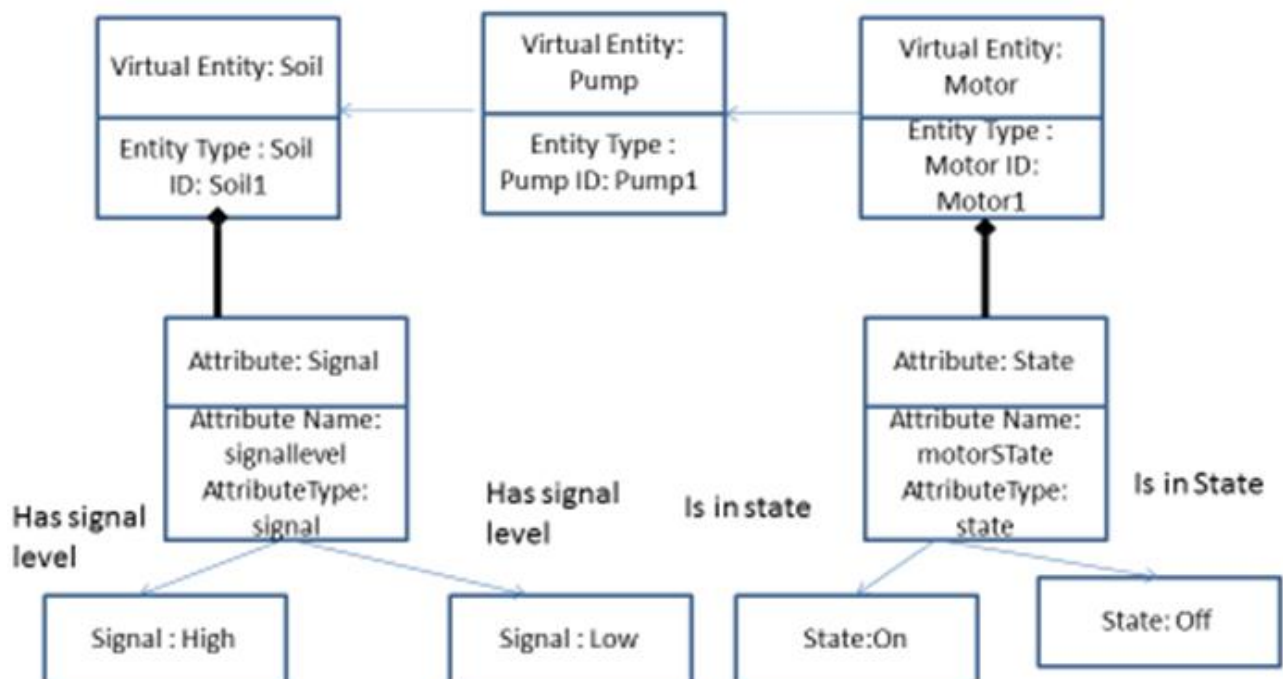 Virtual Entity: Soil
Entity Type : Soil
ID: Soil1
Virtual Entity:
Pump
Entity Type :
Pump ID: Pump1
Virtual Entity:
Motor
Entity Type :
Motor ID:
Motor1
Attribute: Signal
Attribute Name:
signallevel
AttributeType:
signal
Has signal
level
Has signal
level
Signal : High
Signal : Low
Attribute: State
Attribute Name:
motorSTate
AttributeType:
state
Is in state
Is in State
State:On
State: Off